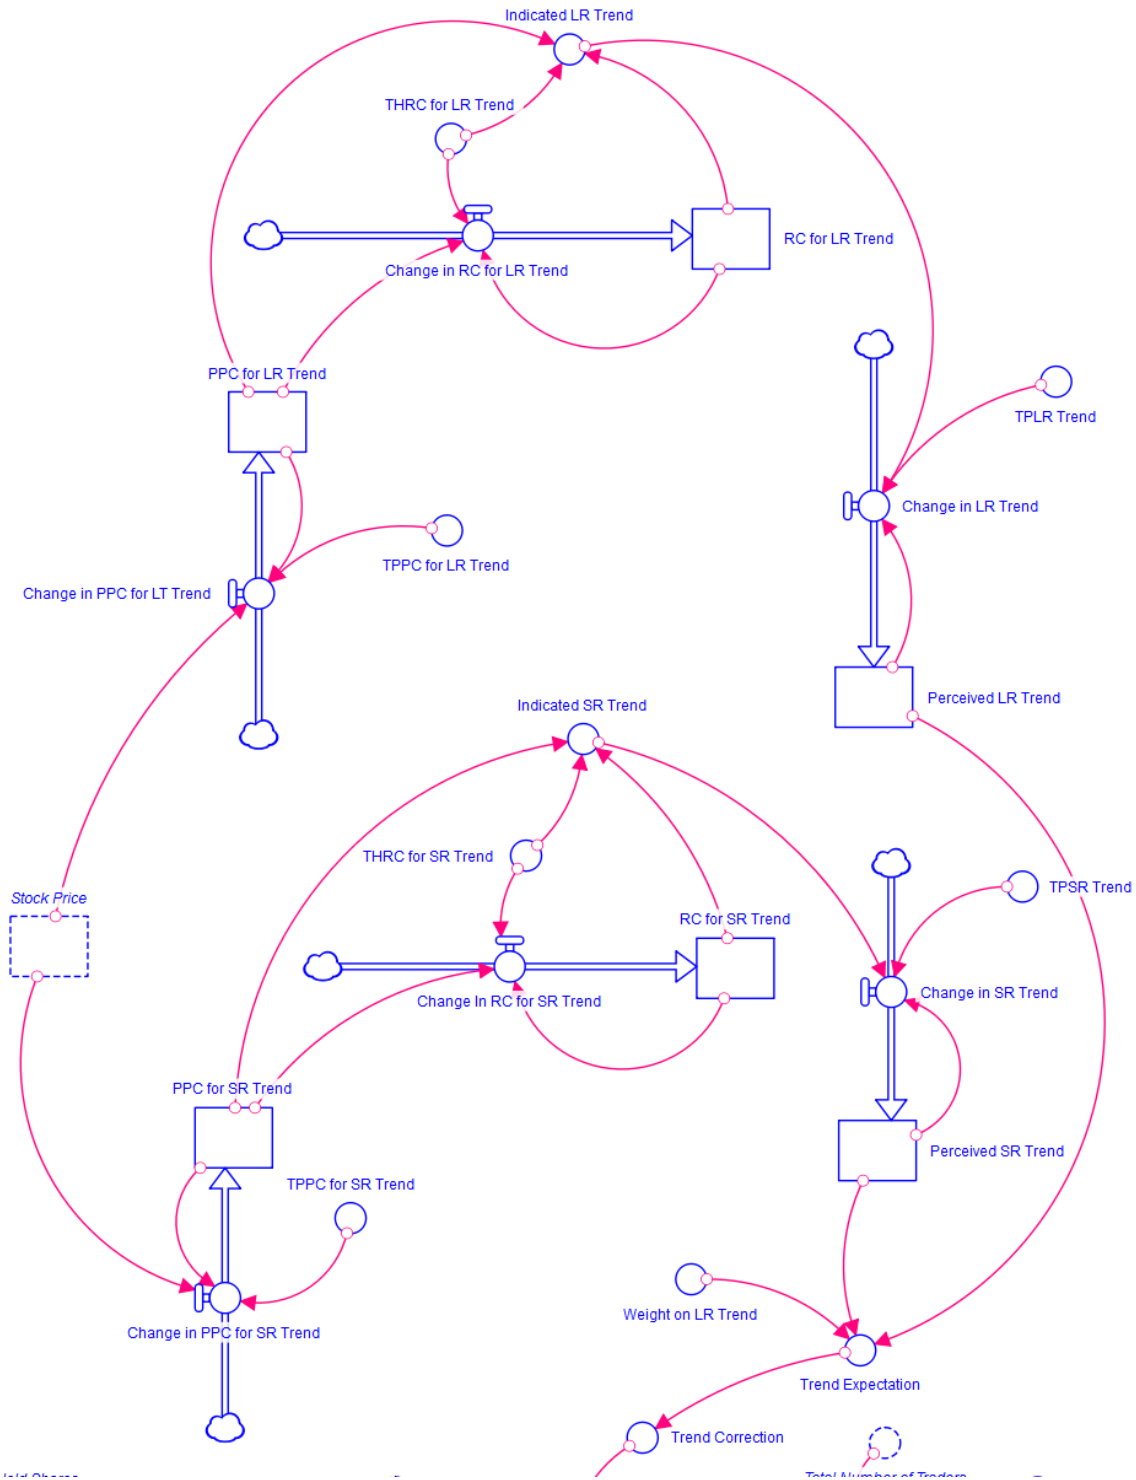 Indicated LR Trend
THRC for LR Trend
RC for LR Trend
Change in RC for LR Trend
PPC for LR Trend
TPLR Trend
Change in LR Trend
TPPC for LR Trend
Change in PPC for LT Trend
Perceived LR Trend
Indicated SR Trend
THRC for SR Trend
TPSR Trend
Stock Price
RC for SR Trend
Change in SR Trend
Change In RC for SR Trend
PPC for SR Trend
Perceived SR Trend
TPPC for SR Trend
Weight on LR Trend
Change in PPC for SR Trend
Trend Expectation
Trend Correction
Total Number of Traders